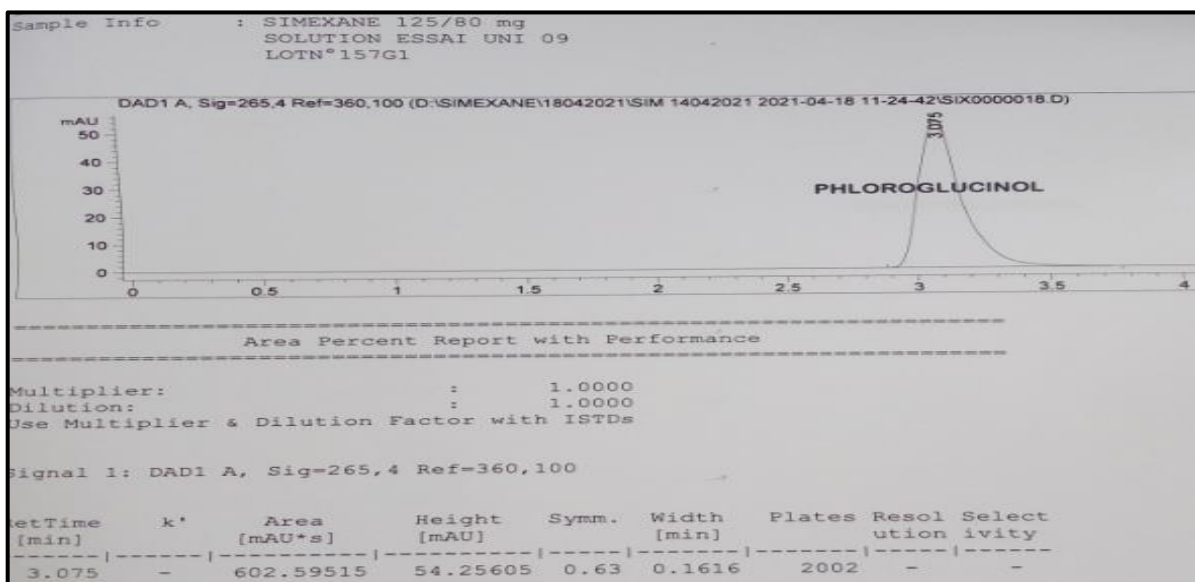 Sample Info : SIMEXANE 125/80 mg
SOLUTION ESSAI UNI 09
LOTN°157G1
DAD1 A, Sig=265,4 Ref=360,100 (D:\SIMEXANE\18042021\SIM 14042021 2021-04-18 11-24-42\SIX0000018.D)
mAU
50
40
30
20
10
0
3.075
PHLOROGLUCINOL
0 0.5 1 1.5 2 2.5 3 3.5 4
Area Percent Report with Performance
Multiplier: : 1.0000
Dilution: : 1.0000
Use Multiplier & Dilution Factor with ISTDs
Signal 1: DAD1 A, Sig=265,4 Ref=360,100
etTime k' Area Height Symm. Width Plates Resol Select
[min] [mAU*s] [mAU] [min] ution ivity
3.075 - 602.59515 54.25605 0.63 0.1616 2002 - -